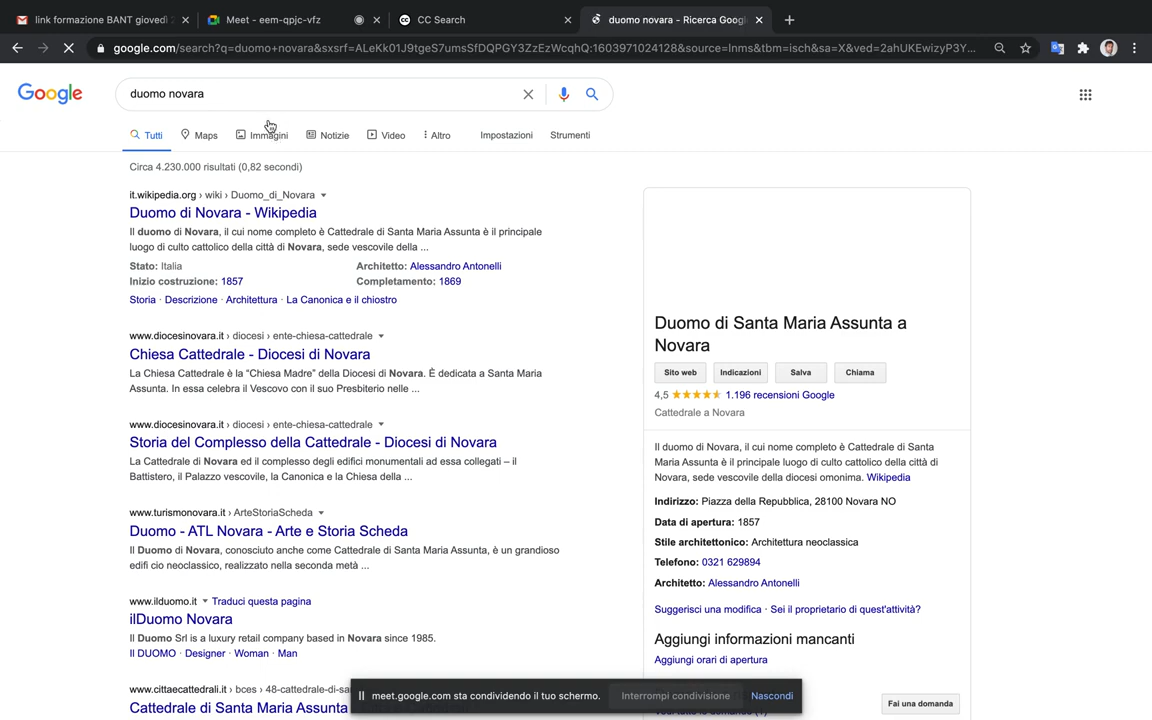 link formazione BANT giovedì 2
Meet - eem-qpjc-vfz
CC Search
duomo novara - Ricerca Googl
google.com/search?q=duomo+novara&sxsrf=ALeKk01J9tgeS7umsSfDQPGY3ZzEzWcqhQ:1603971024128&source=lnms&tbm=isch&sa=X&ved=2ahUKEwizyP3Y...
Google
duomo novara
Tutti
Maps
Immagini
Notizie
Video
Altro
Impostazioni
Strumenti
Circa 4.230.000 risultati (0,82 secondi)
it.wikipedia.org › wiki › Duomo_di_Novara
Duomo di Novara - Wikipedia
Il duomo di Novara, il cui nome completo è Cattedrale di Santa Maria Assunta è il principale
luogo di culto cattolico della città di Novara, sede vescovile della ...
Stato: Italia
Architetto: Alessandro Antonelli
Inizio costruzione: 1857
Completamento: 1869
Storia · Descrizione · Architettura · La Canonica e il chiostro
www.diocesinovara.it › diocesi › ente-chiesa-cattedrale
Chiesa Cattedrale - Diocesi di Novara
La Chiesa Cattedrale è la “Chiesa Madre” della Diocesi di Novara. È dedicata a Santa Maria
Assunta. In essa celebra il Vescovo con il suo Presbiterio nelle ...
www.diocesinovara.it › diocesi › ente-chiesa-cattedrale
Storia del Complesso della Cattedrale - Diocesi di Novara
La Cattedrale di Novara ed il complesso degli edifici monumentali ad essa collegati – il
Battistero, il Palazzo vescovile, la Canonica e la Chiesa della ...
www.turismonovara.it › ArteStoriaScheda
Duomo - ATL Novara - Arte e Storia Scheda
Il Duomo di Novara, conosciuto anche come Cattedrale di Santa Maria Assunta, è un grandioso
edifi cio neoclassico, realizzato nella seconda metà ...
www.ilduomo.it
Traduci questa pagina
ilDuomo Novara
Il Duomo Srl is a luxury retail company based in Novara since 1985.
Il DUOMO · Designer · Woman · Man
www.cittaecattedrali.it › bces › 48-cattedrale-di-sa
Cattedrale di Santa Maria Assunta
Duomo di Santa Maria Assunta a
Novara
Sito web
Indicazioni
Salva
Chiama
4,5
1.196 recensioni Google
Cattedrale a Novara
Il duomo di Novara, il cui nome completo è Cattedrale di Santa
Maria Assunta è il principale luogo di culto cattolico della città di
Novara, sede vescovile della diocesi omonima. Wikipedia
Indirizzo: Piazza della Repubblica, 28100 Novara NO
Data di apertura: 1857
Stile architettonico: Architettura neoclassica
Telefono: 0321 629894
Architetto: Alessandro Antonelli
Suggerisci una modifica · Sei il proprietario di quest'attività?
Aggiungi informazioni mancanti
Aggiungi orari di apertura
Fai una domanda
meet.google.com sta condividendo il tuo schermo.
Interrompi condivisione
Nascondi